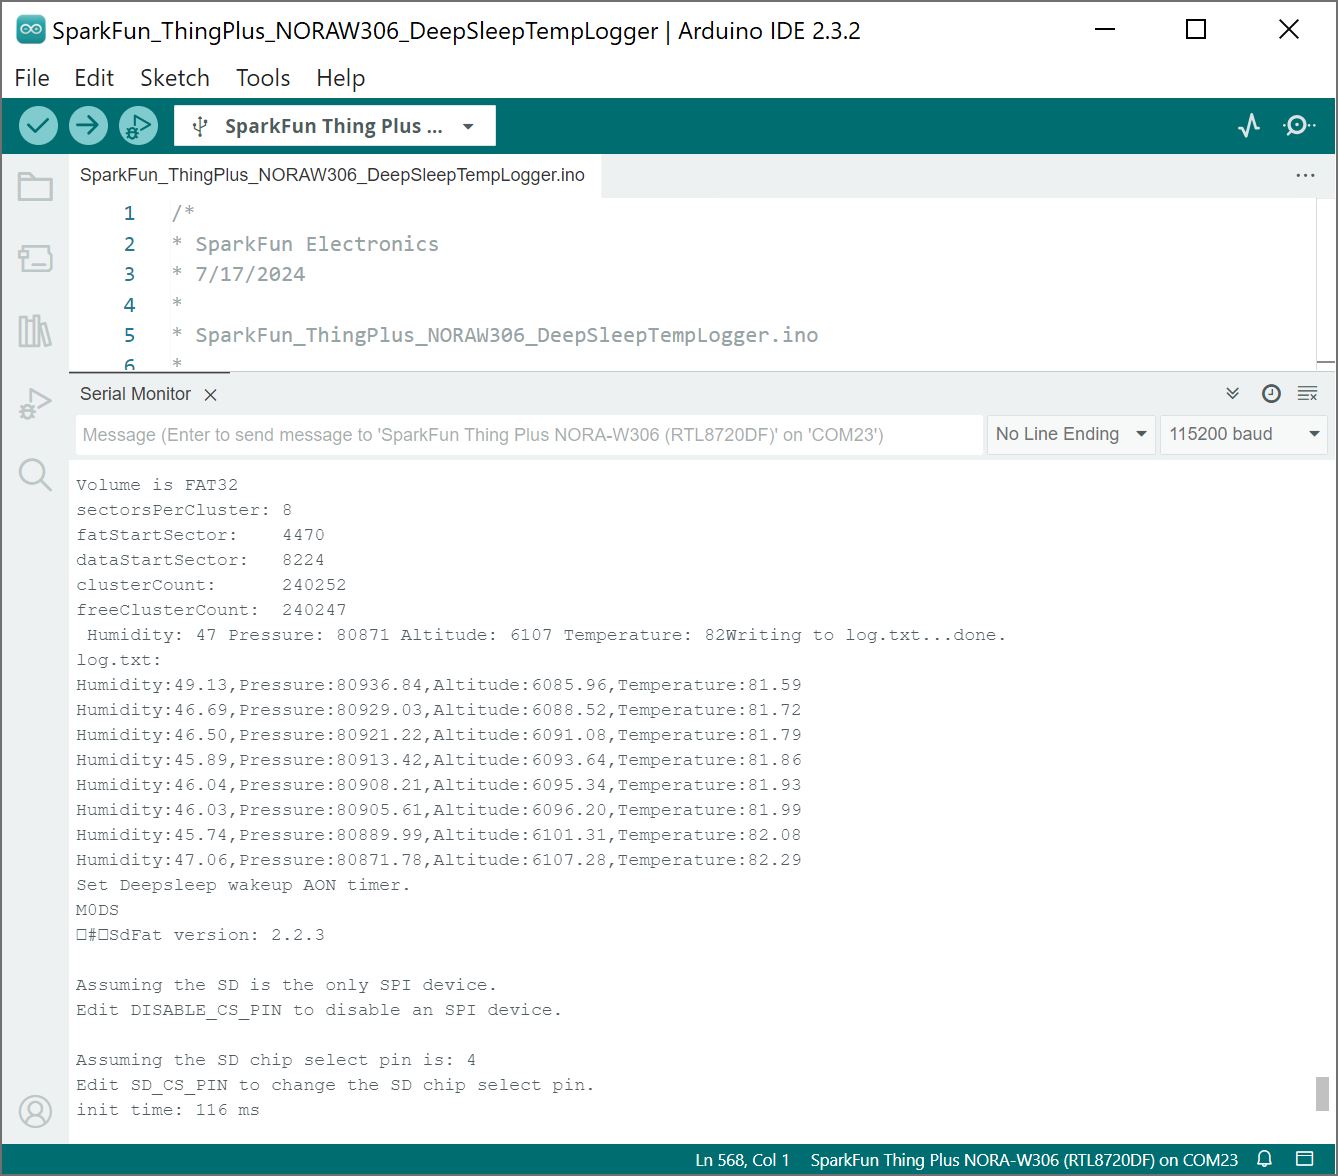 SparkFun_ThingPlus_NORAW306_DeepSleepTempLogger | Arduino IDE 2.3.2
File Edit Sketch Tools Help
SparkFun Thing Plus ...
SparkFun_ThingPlus_NORAW306_DeepSleepTempLogger.ino
1 /*
2 * SparkFun Electronics
3 * 7/17/2024
4 *
5 * SparkFun_ThingPlus_NORAW306_DeepSleepTempLogger.ino
6 *
Serial Monitor
Message (Enter to send message to 'SparkFun Thing Plus NORA-W306 (RTL8720DF)' on 'COM23') No Line Ending 115200 baud
Volume is FAT32
sectorsPerCluster: 8
fatStartSector: 4470
dataStartSector: 8224
clusterCount: 240252
freeClusterCount: 240247
Humidity: 47 Pressure: 80871 Altitude: 6107 Temperature: 82Writing to log.txt...done.
log.txt:
Humidity:49.13,Pressure:80936.84,Altitude:6085.96,Temperature:81.59
Humidity:46.69,Pressure:80929.03,Altitude:6088.52,Temperature:81.72
Humidity:46.50,Pressure:80921.22,Altitude:6091.08,Temperature:81.79
Humidity:45.89,Pressure:80913.42,Altitude:6093.64,Temperature:81.86
Humidity:46.04,Pressure:80908.21,Altitude:6095.34,Temperature:81.93
Humidity:46.03,Pressure:80905.61,Altitude:6096.20,Temperature:81.99
Humidity:45.74,Pressure:80889.99,Altitude:6101.31,Temperature:82.08
Humidity:47.06,Pressure:80871.78,Altitude:6107.28,Temperature:82.29
Set Deepsleep wakeup AON timer.
M0DS
□#□SdFat version: 2.2.3
Assuming the SD is the only SPI device.
Edit DISABLE_CS_PIN to disable an SPI device.
Assuming the SD chip select pin is: 4
Edit SD_CS_PIN to change the SD chip select pin.
init time: 116 ms
Ln 568, Col 1 SparkFun Thing Plus NORA-W306 (RTL8720DF) on COM23